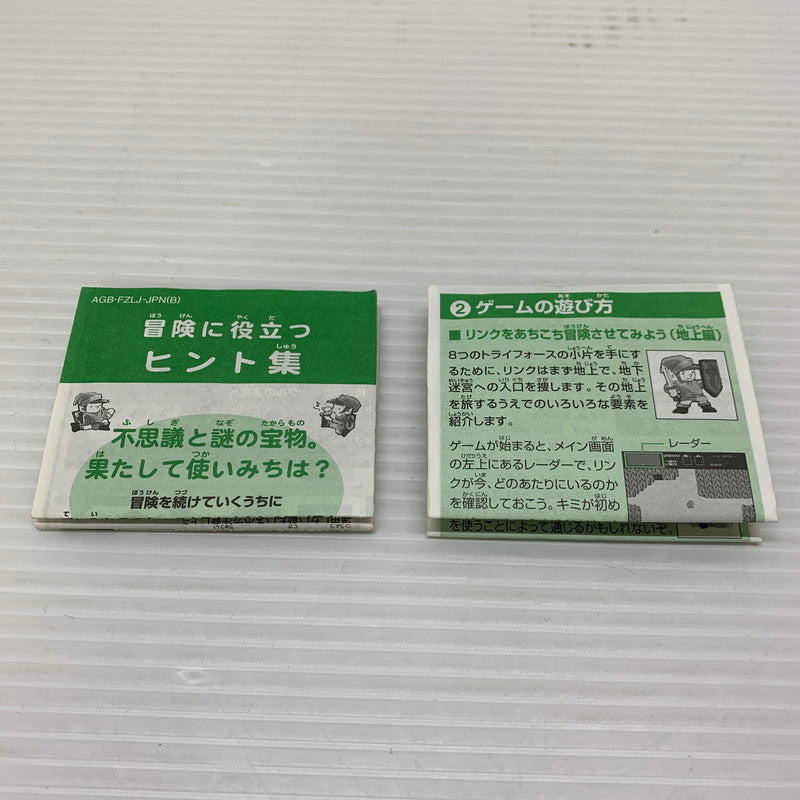 AGB-FZLJ-JPN(B)
冒険に役立つ
ヒント集
不思議と謎の宝物。
果たして使いみちは？
冒険を続けていくうちに
2 ゲームの遊び方
■ リンクをあちこち冒険させてみよう(地上編)
8つのトライフォースの小片を手にす
るために、リンクはまず地上で、地下
迷宮への入口を捜します。その地上
を旅するうえでのいろいろな要素を
紹介します。
ゲームが始まると、メイン画面
の左上にあるレーダーで、リン
クが今、どのあたりにいるのか
を確認しておこう。キミが初め
レーダー
を使うことによって通じるかもしれないぞ。